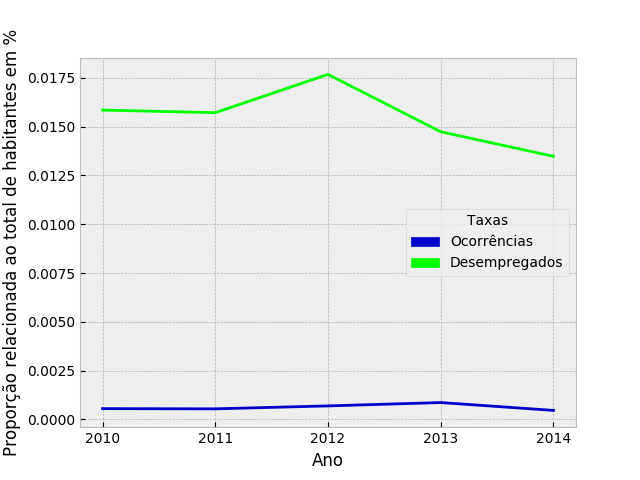 Proporção relacionada ao total de habitantes em %
0.0175
0.0150
0.0125
0.0100
0.0075
0.0050
0.0025
0.0000
Taxas
Ocorrências
Desempregados
2010 2011 2012 2013 2014
Ano